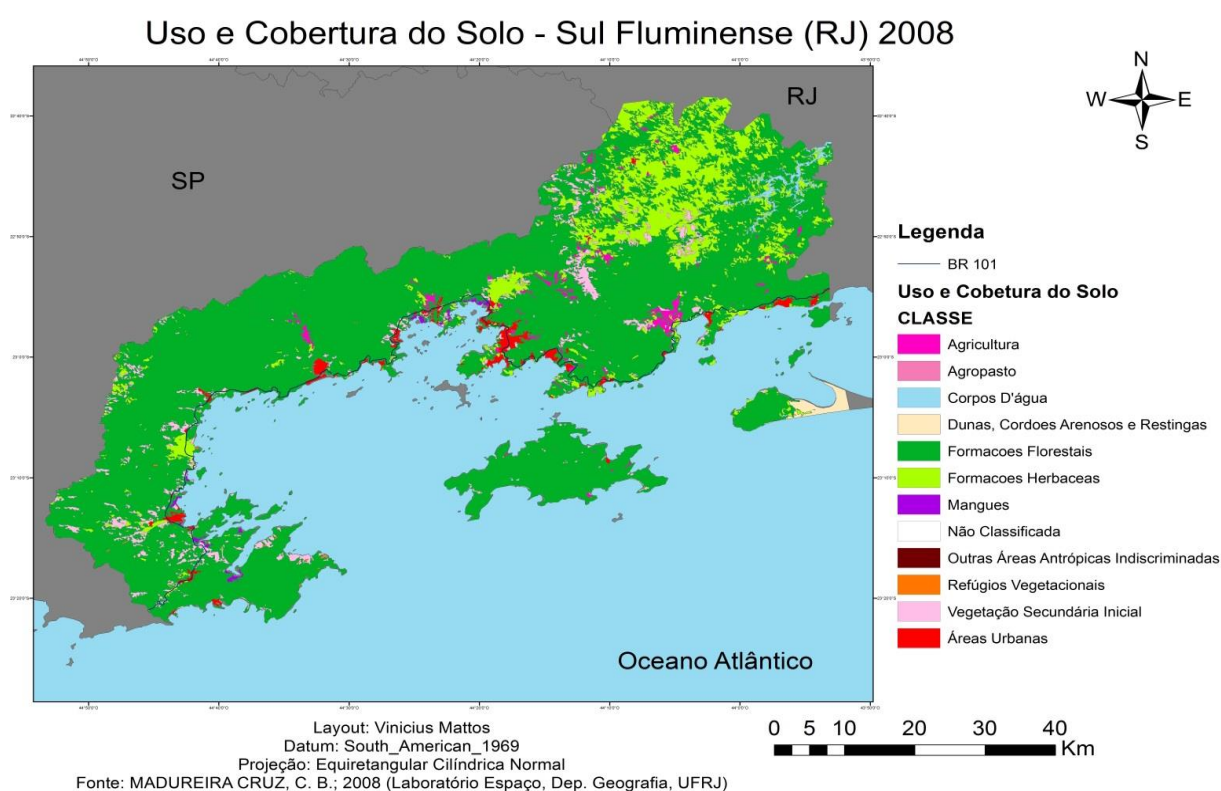 Uso e Cobertura do Solo - Sul Fluminense (RJ) 2008
N
W
E
S
RJ
SP
Legenda
BR 101
Uso e Cobetura do Solo
CLASSE
Agricultura
Agropasto
Corpos D'água
Dunas, Cordoes Arenosos e Restingas
Formacoes Florestais
Formacoes Herbaceas
Mangues
Não Classificada
Outras Áreas Antrópicas Indiscriminadas
Refúgios Vegetacionais
Vegetação Secundária Inicial
Áreas Urbanas
Oceano Atlântico
Layout: Vinicius Mattos
Datum: South_American_1969
Projeção: Equiretangular Cilíndrica Normal
Fonte: MADUREIRA CRUZ, C. B.; 2008 (Laboratório Espaço, Dep. Geografia, UFRJ)
0 5 10 20 30 40
Km